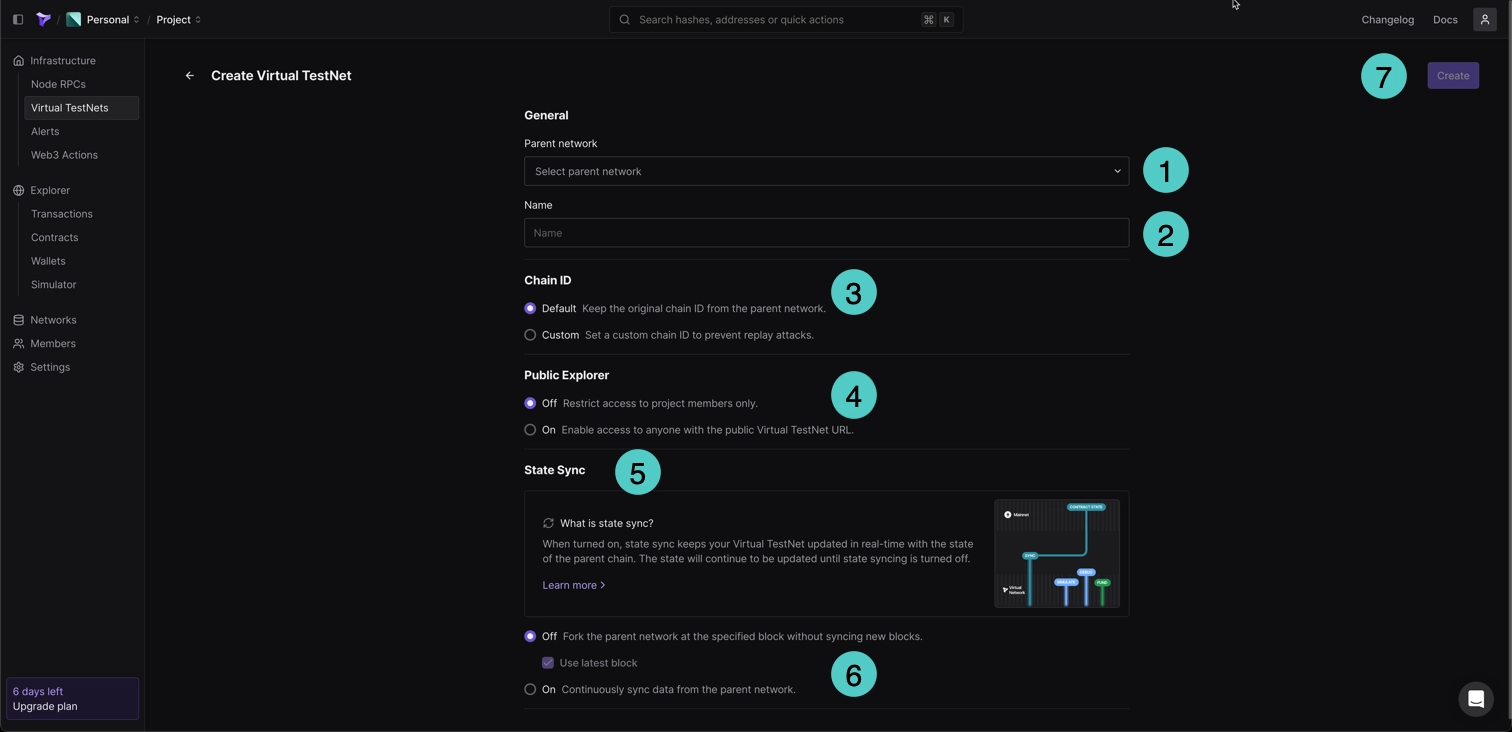 Personal / Project
Search hashes, addresses or quick actions
⌘ K
Changelog
Docs
Infrastructure
Node RPCs
Virtual TestNets
Alerts
Web3 Actions
Explorer
Transactions
Contracts
Wallets
Simulator
Networks
Members
Settings
6 days left
Upgrade plan
Create Virtual TestNet
7
Create
General
Parent network
Select parent network
1
Name
Name
2
Chain ID
3
Default Keep the original chain ID from the parent network.
Custom Set a custom chain ID to prevent replay attacks.
Public Explorer
4
Off Restrict access to project members only.
On Enable access to anyone with the public Virtual TestNet URL.
State Sync
5
What is state sync?
When turned on, state sync keeps your Virtual TestNet updated in real-time with the state
of the parent chain. The state will continue to be updated until state syncing is turned off.
Learn more
CONTRACT STATE
Mainnet
SYNC
DEBUG
SIMULATE
FUND
Virtual
Network
Off Fork the parent network at the specified block without syncing new blocks.
Use latest block
6
On Continuously sync data from the parent network.